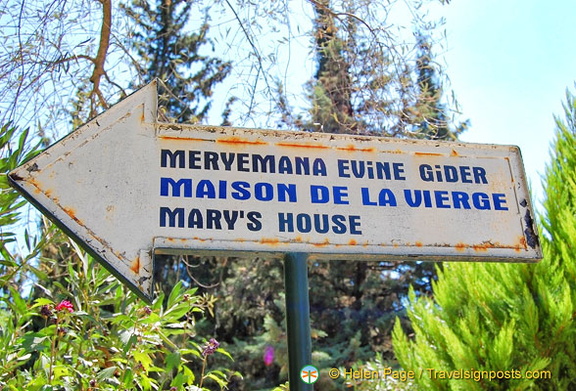 MERYEMANA EViNE GiDER
MAISON DE LA VIERGE
MARY'S HOUSE
© Helen Page / Travelsignposts.com